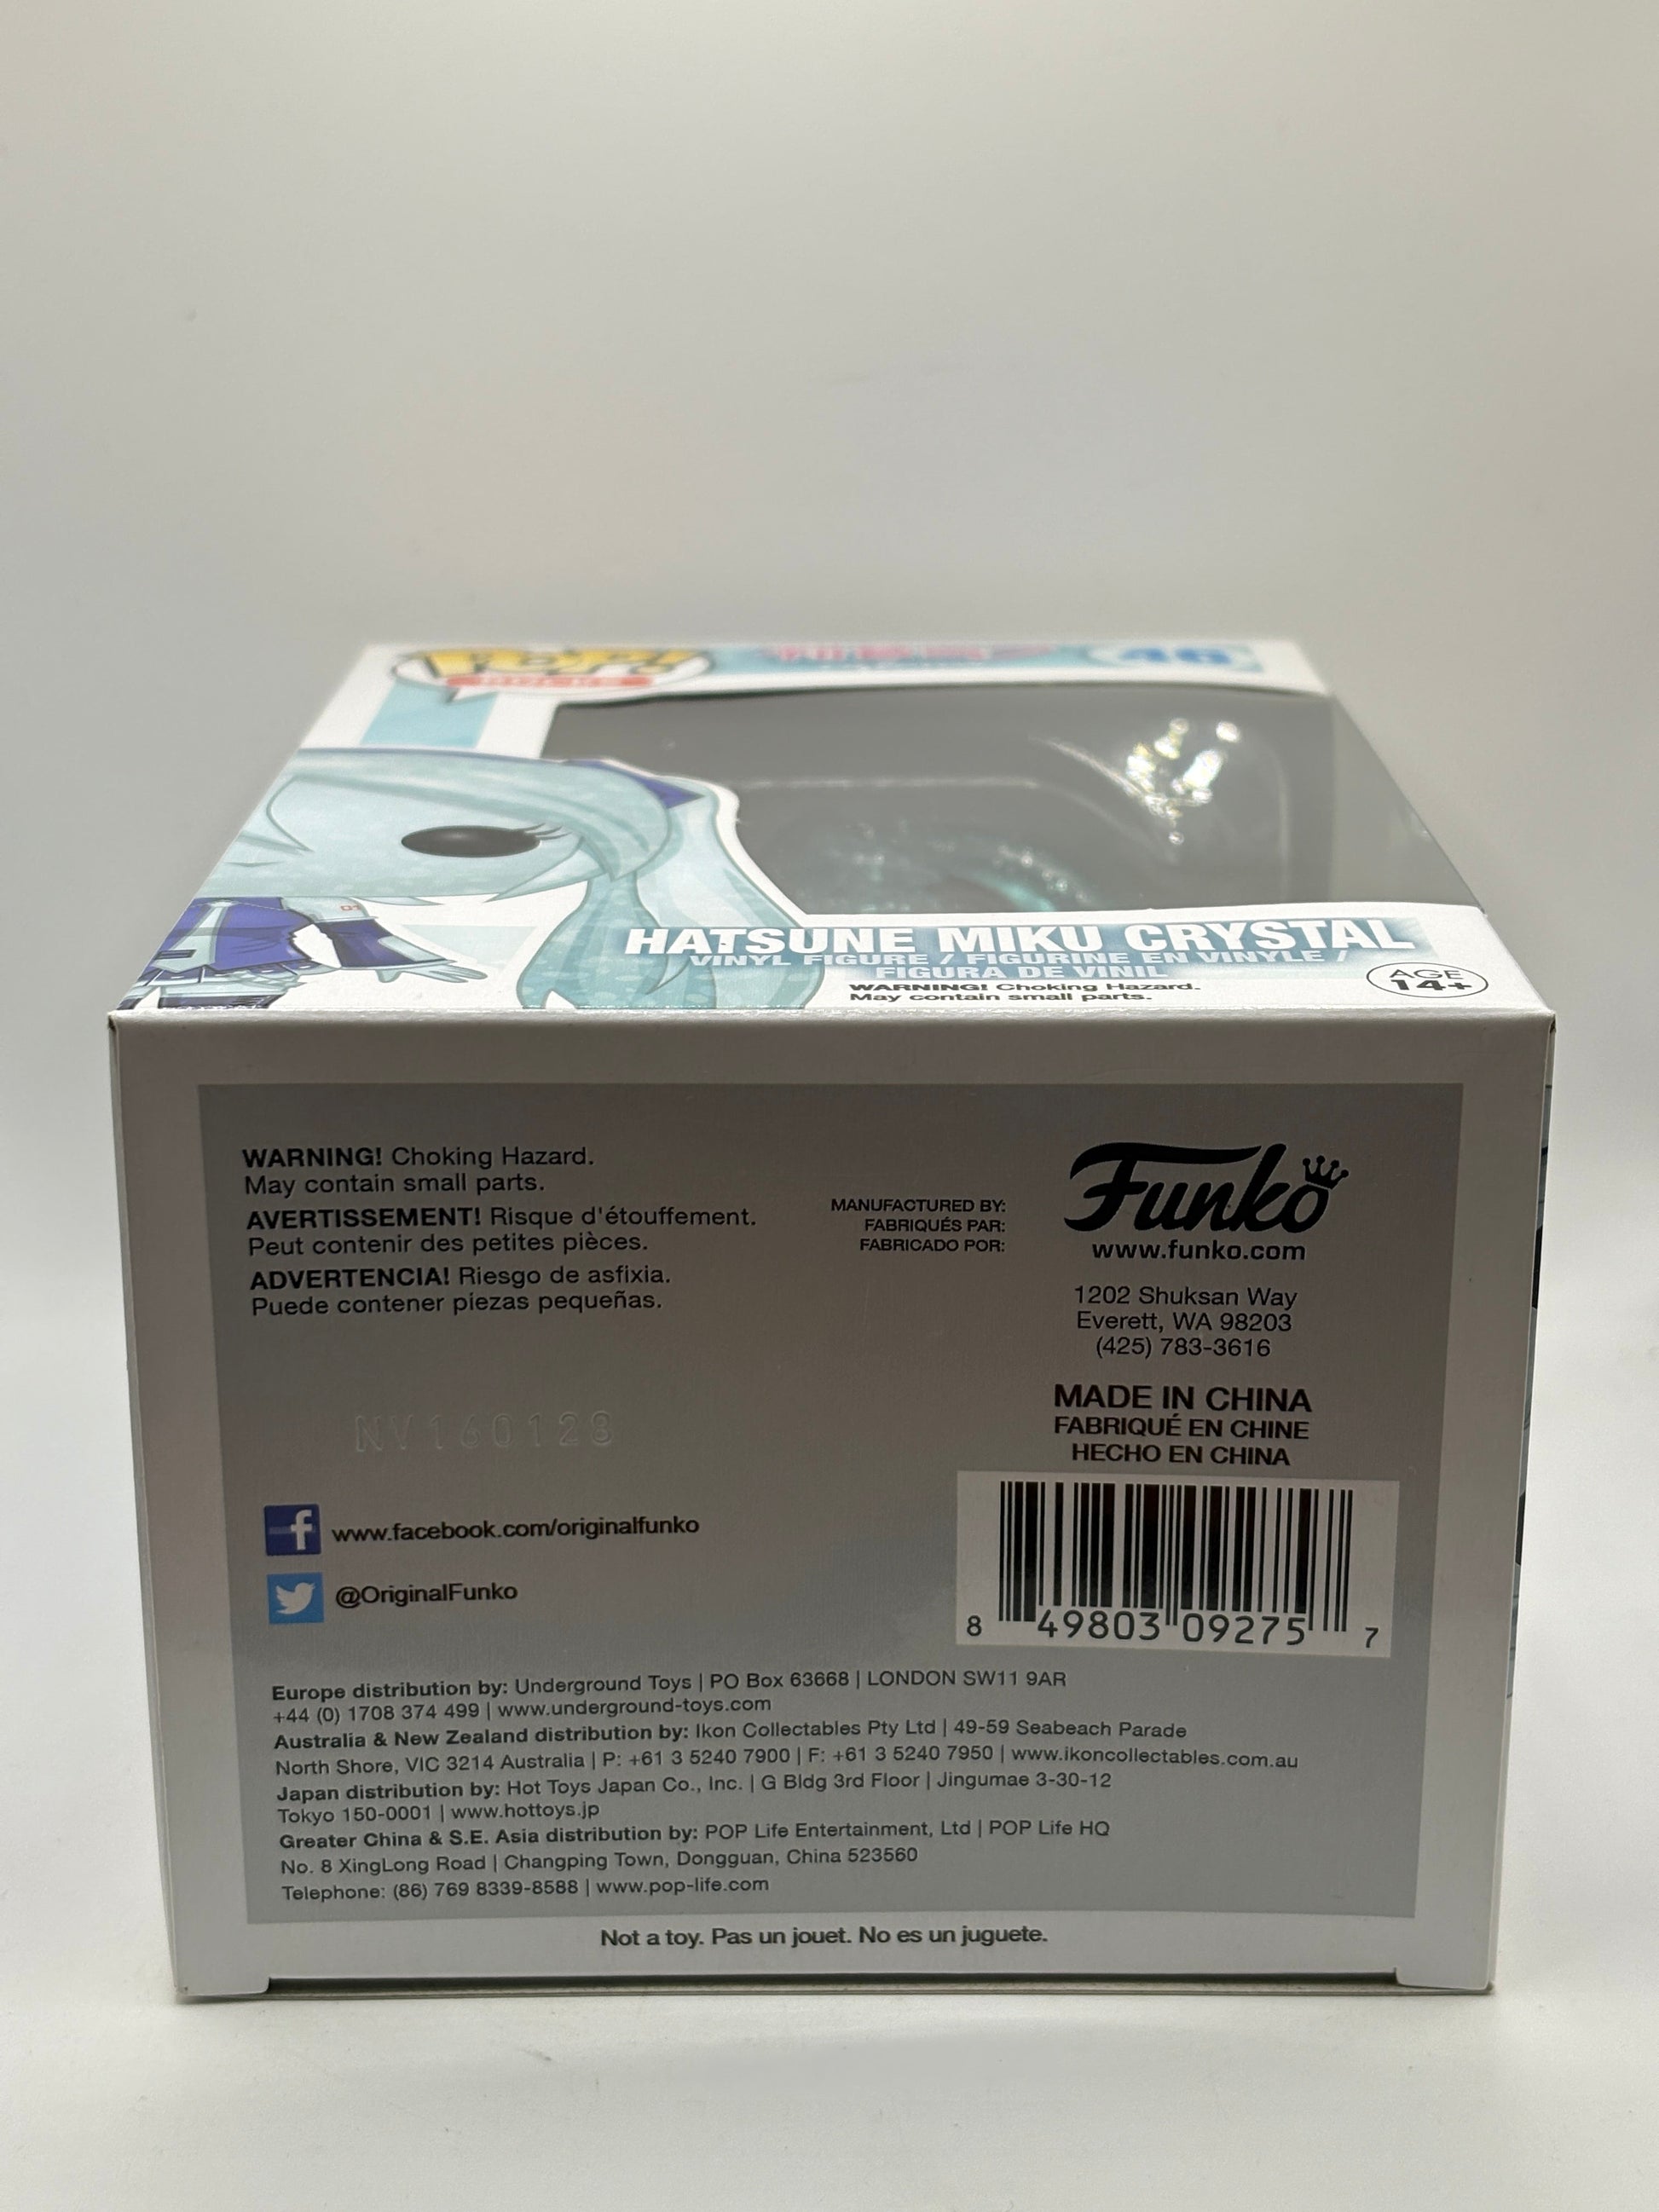 POP!
46
HATSUNE MIKU CRYSTAL
VINYL FIGURE / FIGURINE EN VINYLE /
FIGURA DE VINIL
WARNING! Choking Hazard.
May contain small parts.
AGE
14+
WARNING! Choking Hazard.
May contain small parts.
AVERTISSEMENT! Risque d'étouffement.
Peut contenir des petites pièces.
ADVERTENCIA! Riesgo de asfixia.
Puede contener piezas pequeñas.
MANUFACTURED BY:
FABRIQUÉS PAR:
FABRICADO POR:
Funko
www.funko.com
1202 Shuksan Way
Everett, WA 98203
(425) 783-3616
MADE IN CHINA
FABRIQUÉ EN CHINE
HECHO EN CHINA
NV160128
f www.facebook.com/originalfunko
@OriginalFunko
8 49803 09275 7
Europe distribution by: Underground Toys | PO Box 63668 | LONDON SW11 9AR
+44 (0) 1708 374 499 | www.underground-toys.com
Australia & New Zealand distribution by: Ikon Collectables Pty Ltd | 49-59 Seabeach Parade
North Shore, VIC 3214 Australia | P: +61 3 5240 7900 | F: +61 3 5240 7950 | www.ikoncollectables.com.au
Japan distribution by: Hot Toys Japan Co., Inc. | G Bldg 3rd Floor | Jingumae 3-30-12
Tokyo 150-0001 | www.hottoys.jp
Greater China & S.E. Asia distribution by: POP Life Entertainment, Ltd | POP Life HQ
No. 8 XingLong Road | Changping Town, Dongguan, China 523560
Telephone: (86) 769 8339-8588 | www.pop-life.com
Not a toy. Pas un jouet. No es un juguete.